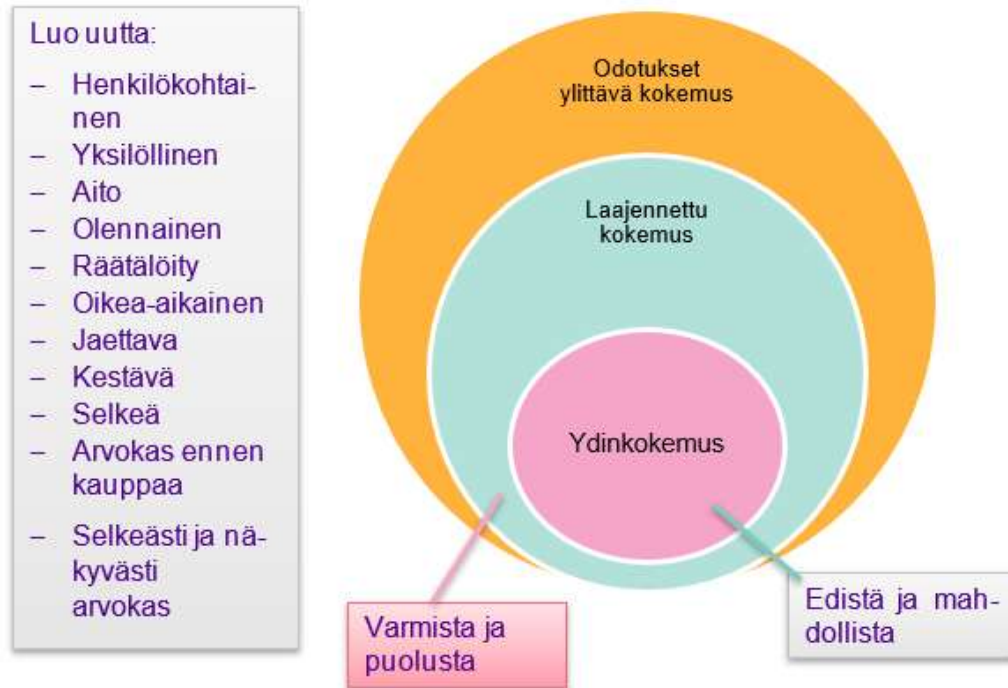 Luo uutta:
– Henkilökohtai-
nen
– Yksilöllinen
– Aito
– Olennainen
– Räätälöity
– Oikea-aikainen
– Jaettava
– Kestävä
– Selkeä
– Arvokas ennen
kauppaa
– Selkeästi ja nä-
kyvästi
arvokas
Odotukset
ylittävä kokemus
Laajennettu
kokemus
Ydinkokemus
Varmista ja
puolusta
Edistä ja mah-
dollista